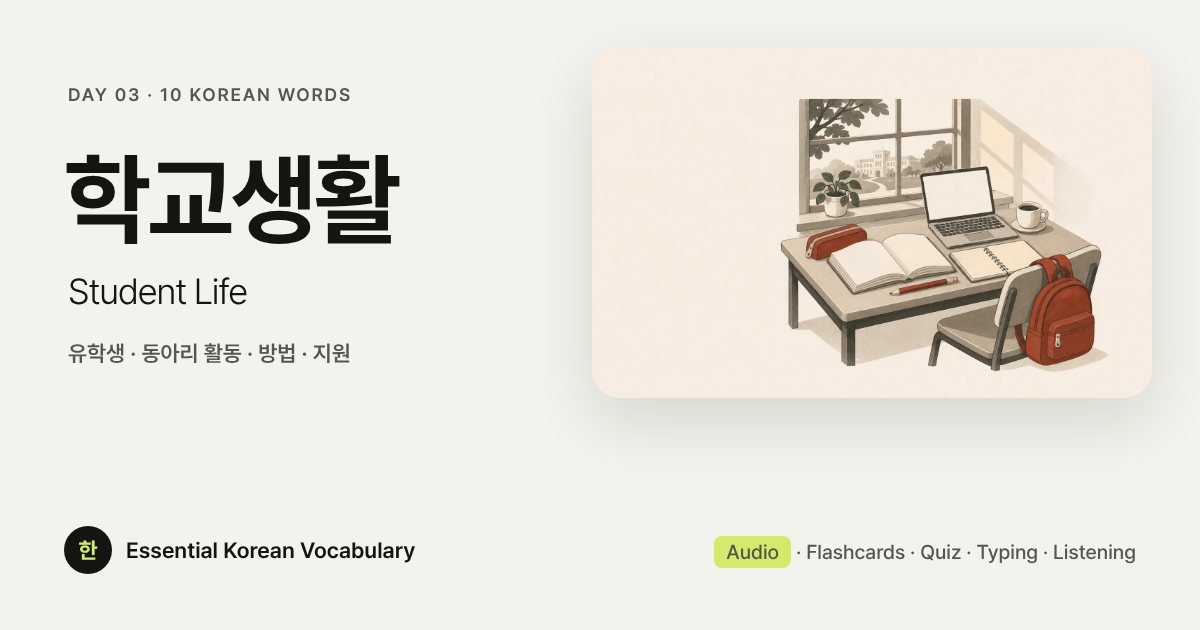 DAY 03 · 10 KOREAN WORDS
학교생활
Student Life
유학생 · 동아리 활동 · 방법 · 지원
한 Essential Korean Vocabulary
Audio · Flashcards · Quiz · Typing · Listening